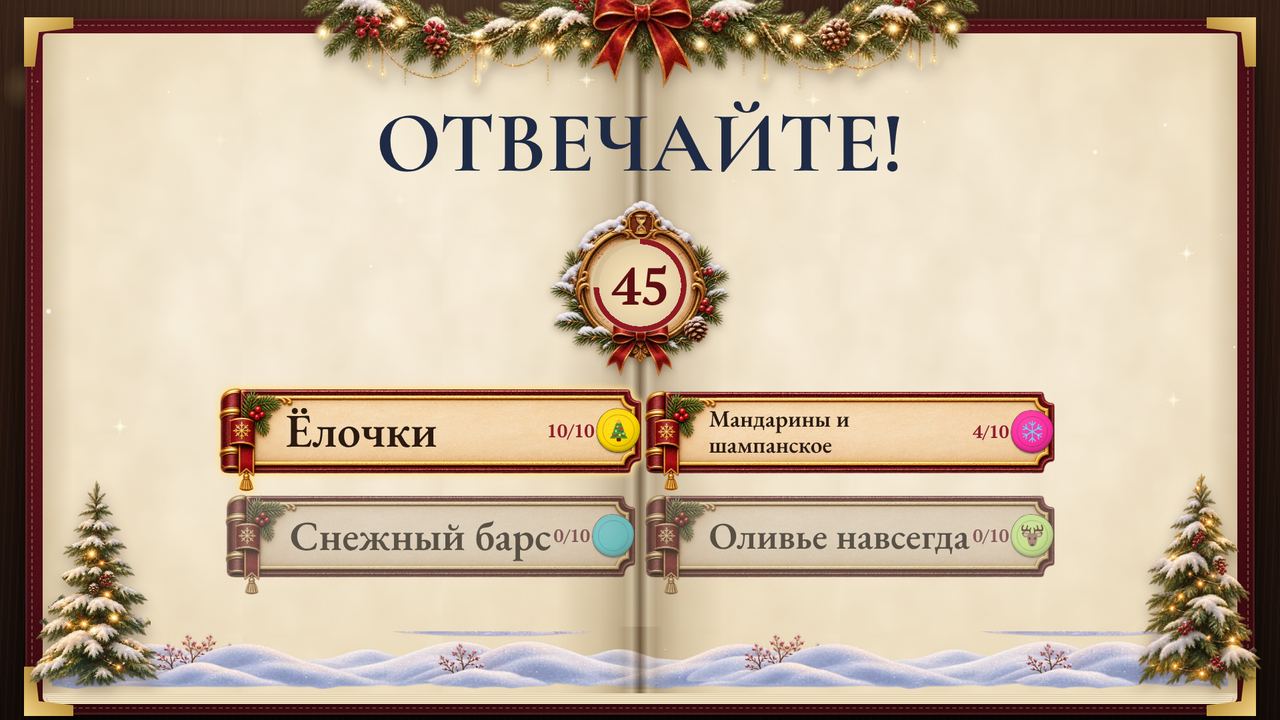 ОТВЕЧАЙТЕ!
45
Ёлочки 10/10
Мандарины и
шампанское 4/10
Снежный барс 0/10
Оливье навсегда 0/10